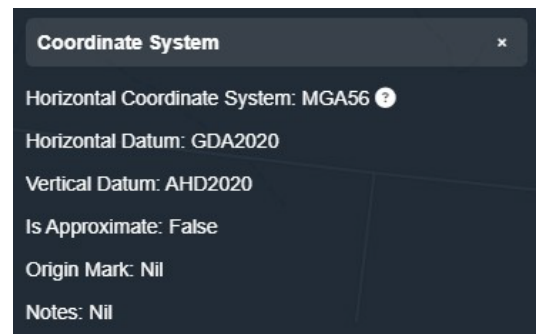 Coordinate System ×
Horizontal Coordinate System: MGA56 ?
Horizontal Datum: GDA2020
Vertical Datum: AHD2020
Is Approximate: False
Origin Mark: Nil
Notes: Nil